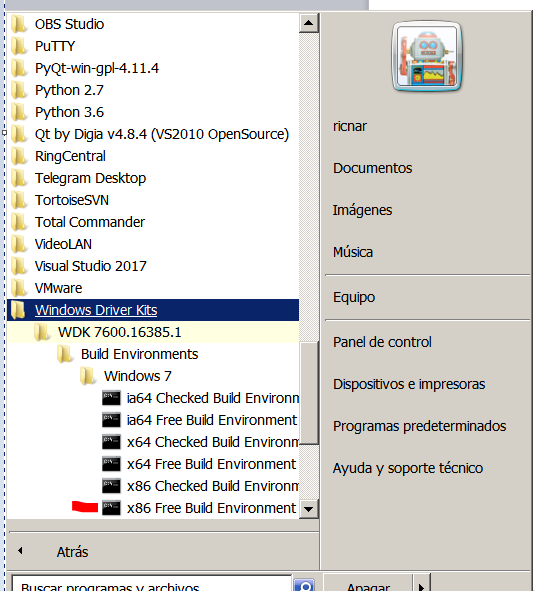 OBS Studio
PuTTY
PyQt-win-gpl-4.11.4
Python 2.7
Python 3.6
Qt by Digia v4.8.4 (VS2010 OpenSource)
RingCentral
Telegram Desktop
TortoiseSVN
Total Commander
VideoLAN
Visual Studio 2017
VMware
Windows Driver Kits
WDK 7600.16385.1
Build Environments
Windows 7
ia64 Checked Build Environn
ia64 Free Build Environment
x64 Checked Build Environn
x64 Free Build Environment
x86 Checked Build Environn
x86 Free Build Environment
Atrás
Buscar programas y archivos
ricnar
Documentos
Imágenes
Música
Equipo
Panel de control
Dispositivos e impresoras
Programas predeterminados
Ayuda y soporte técnico
Apagar